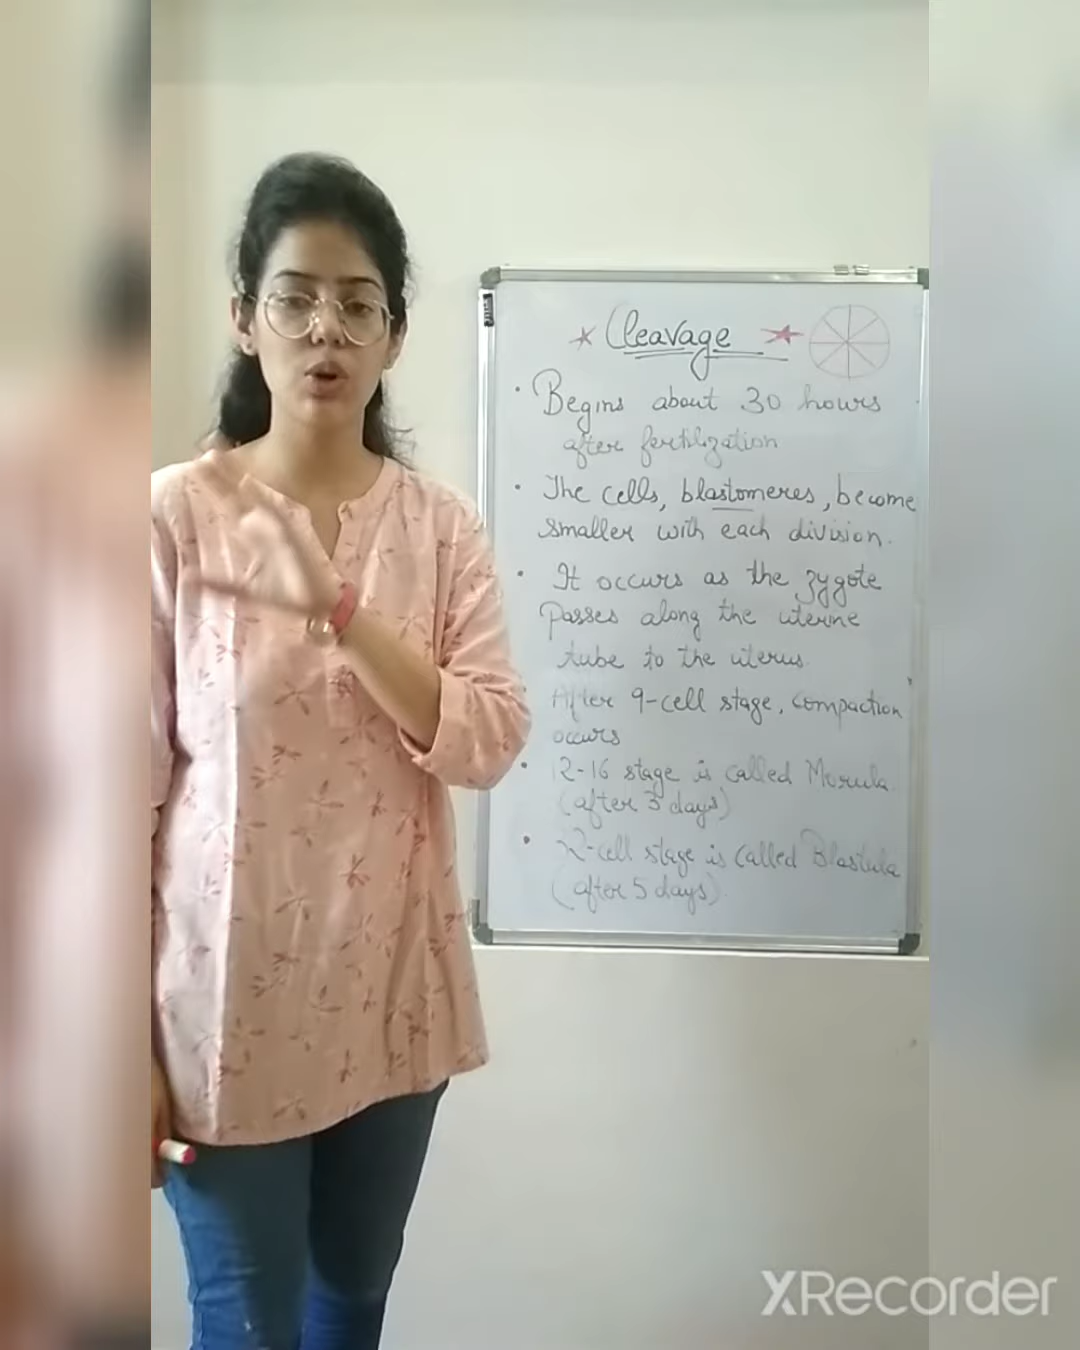 Cleavage
Begins about 30 hours
after fertilization
The cells, blastomeres, become
smaller with each division.
It occurs as the zygote
Passes along the uterine
tube to the uterus.
After 9-cell stage, compaction
occurs
12-16 stage is called Morula
(after 3 days)
-cell stage is called Blastula
(after 5 days).
XRecorder